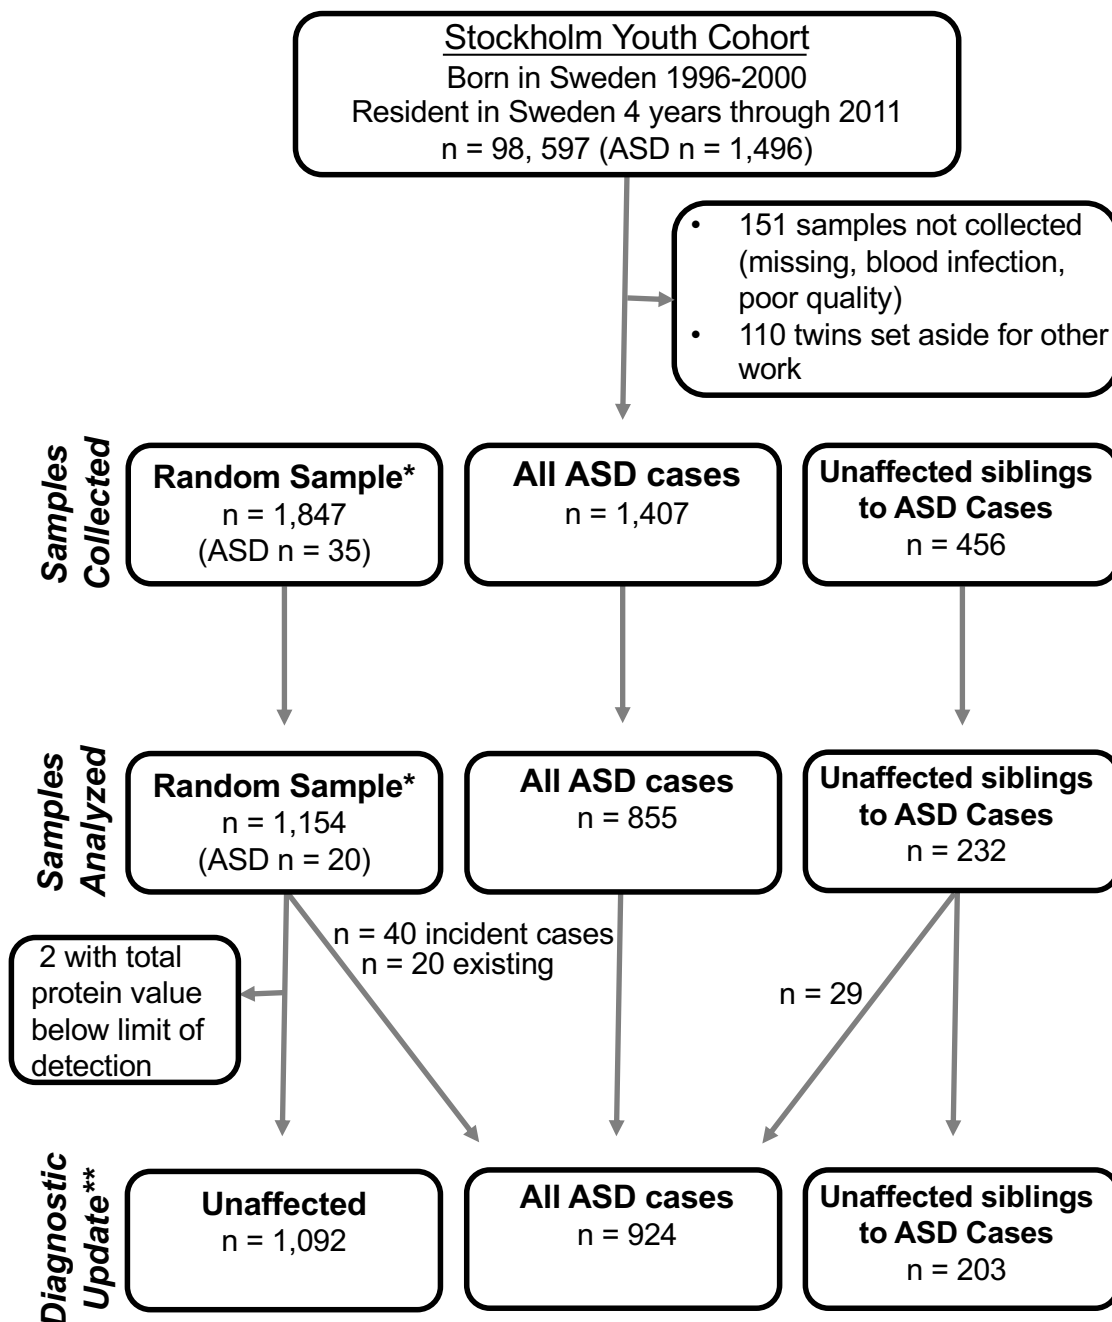 Stockholm Youth Cohort
Born in Sweden 1996-2000
Resident in Sweden 4 years through 2011
n = 98, 597 (ASD n = 1,496)
• 151 samples not collected
(missing, blood infection,
poor quality)
• 110 twins set aside for other
work
Samples
Collected
Random Sample*
n = 1,847
(ASD n = 35)
All ASD cases
n = 1,407
Unaffected siblings
to ASD Cases
n = 456
Samples
Analyzed
Random Sample*
n = 1,154
(ASD n = 20)
All ASD cases
n = 855
Unaffected siblings
to ASD Cases
n = 232
2 with total
protein value
below limit of
detection
n = 40 incident cases
n = 20 existing
n = 29
Diagnostic
Update**
Unaffected
n = 1,092
All ASD cases
n = 924
Unaffected siblings
to ASD Cases
n = 203